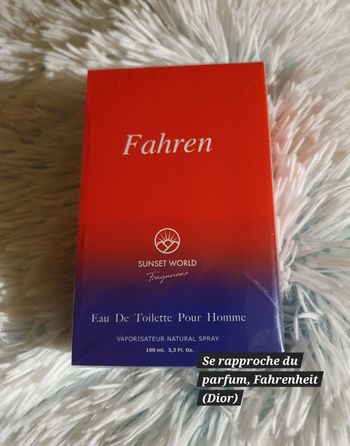 Fahren
SUNSET WORLD
Fragances
Eau De Toilette Pour Homme
VAPORISATEUR NATURAL SPRAY
100 ml. 3,3 Fl. Oz.
Se rapproche du
parfum, Fahrenheit
(Dior)